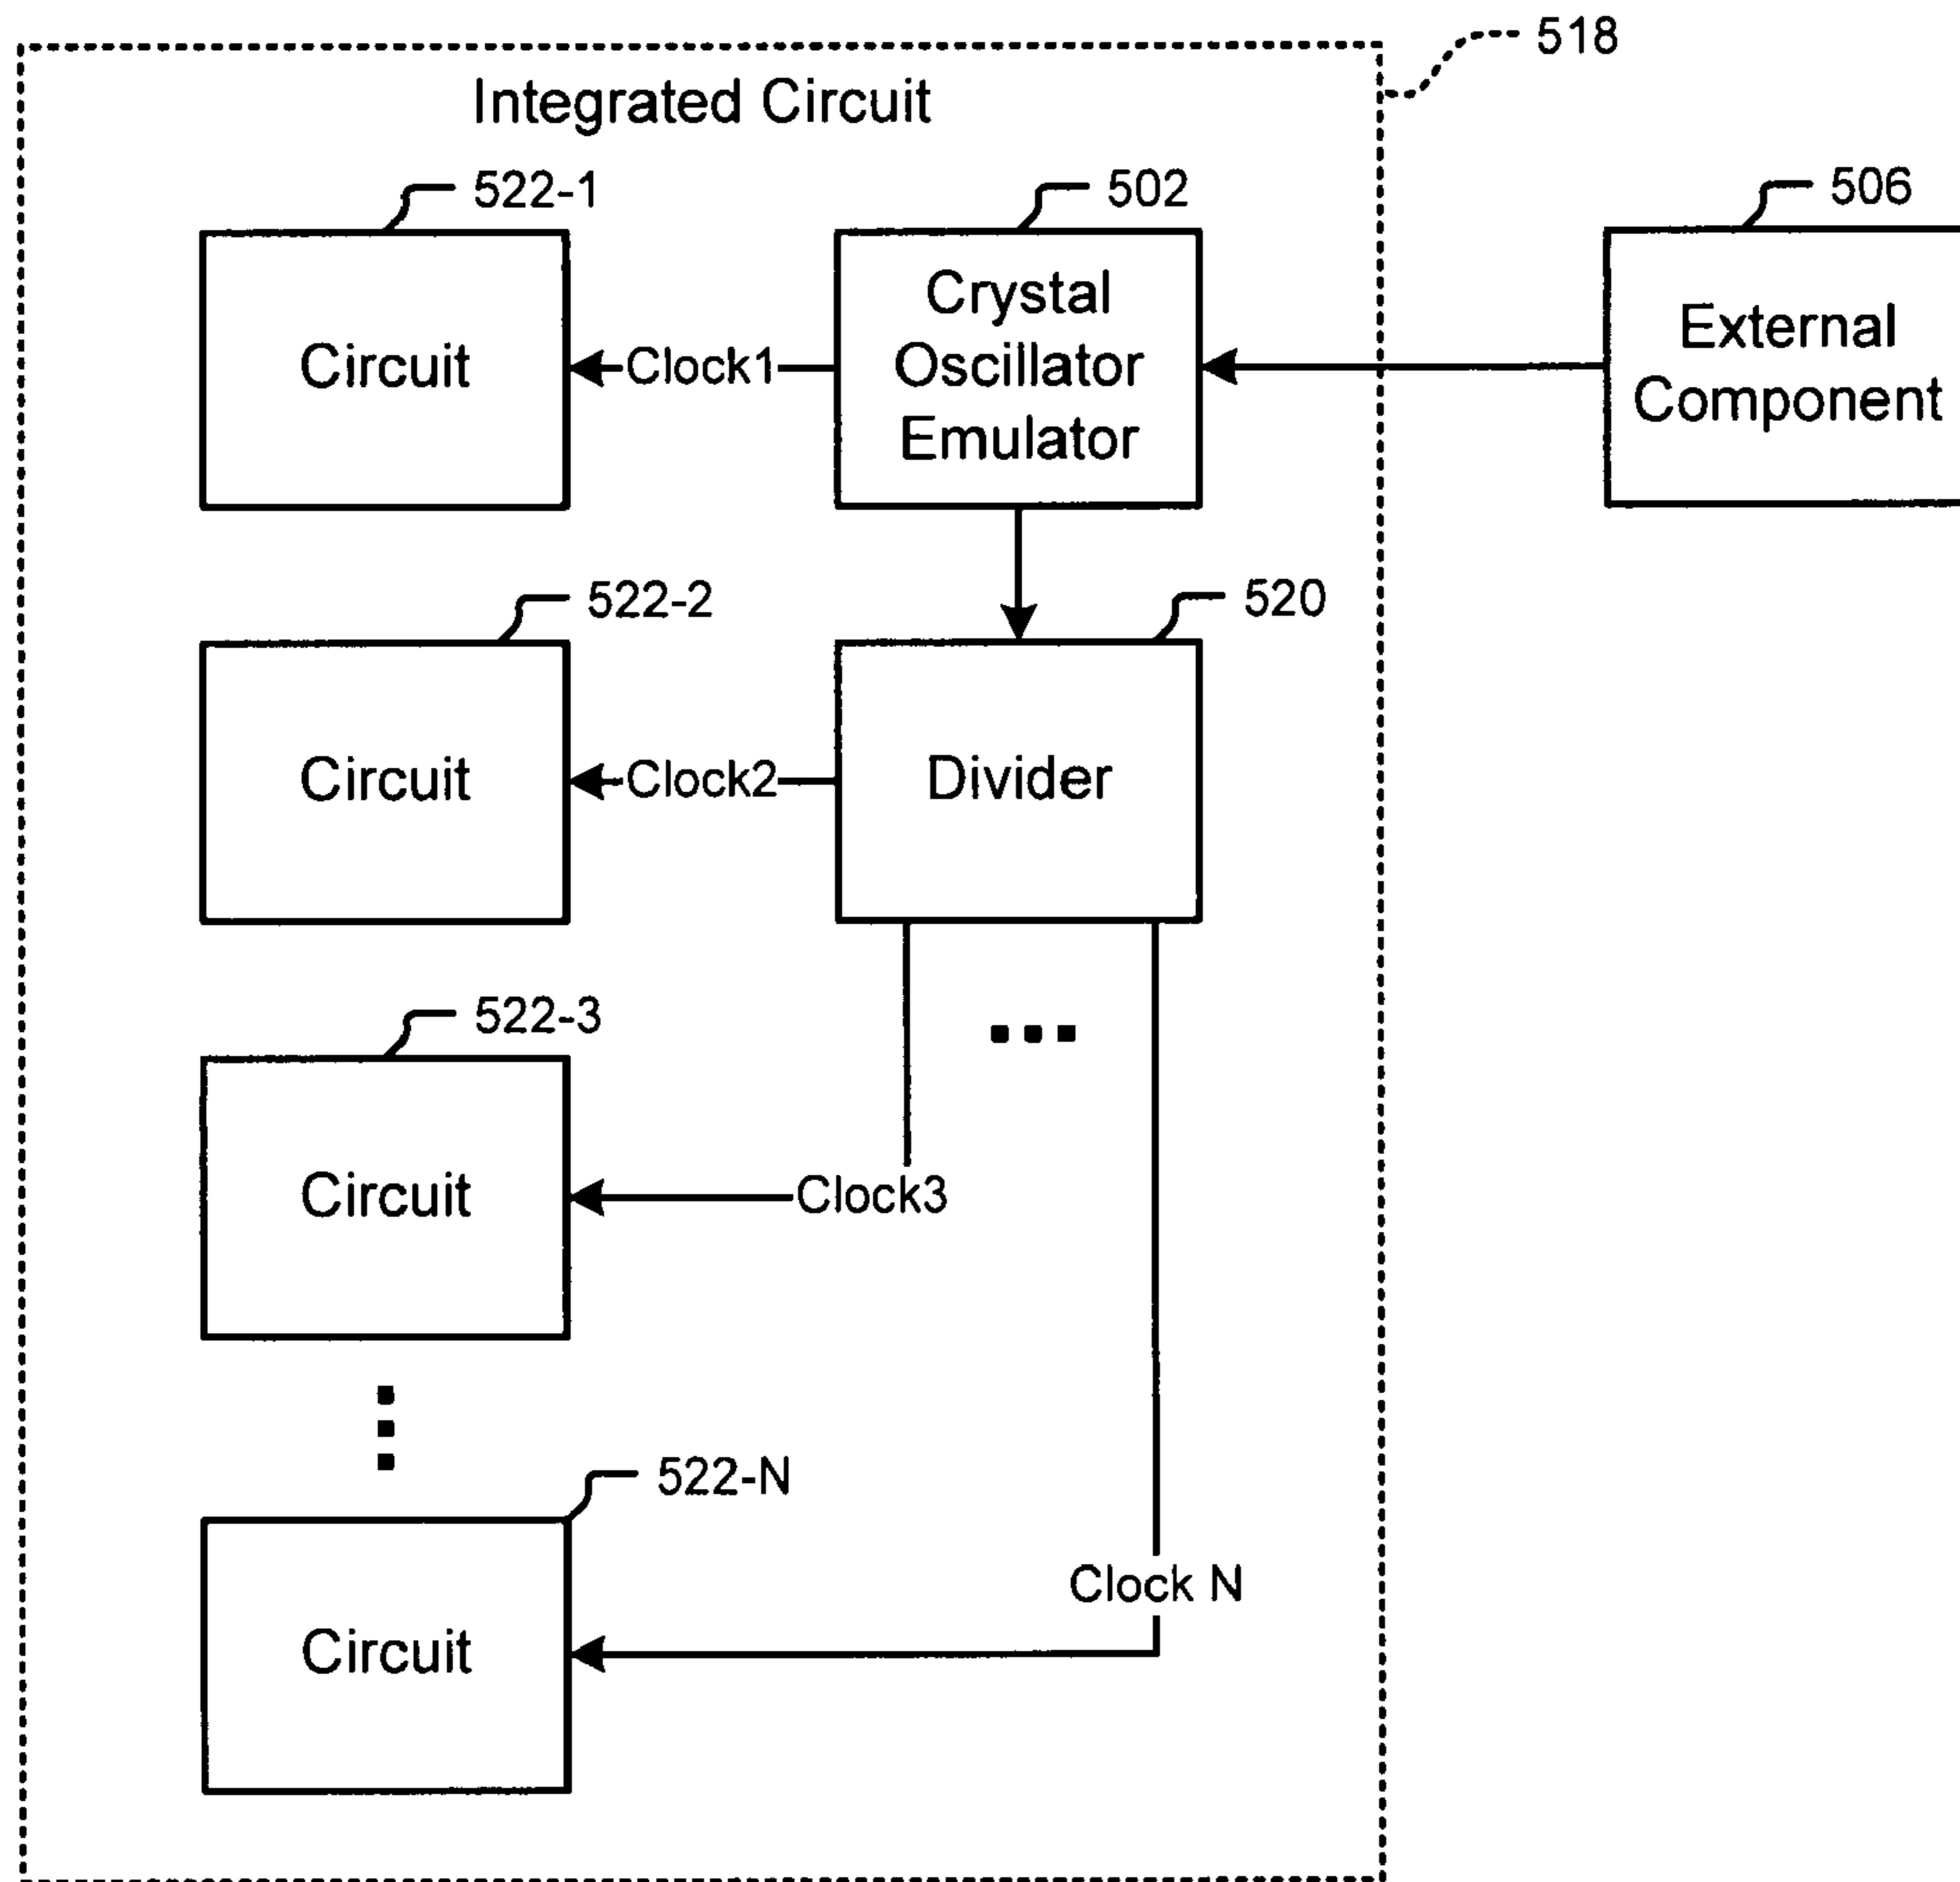 518
Integrated Circuit
522-1
502
506
Circuit
Clock1
Crystal
Oscillator
Emulator
External
Component
522-2
520
Circuit
Clock2
Divider
522-3
Circuit
Clock3
522-N
Circuit
Clock N